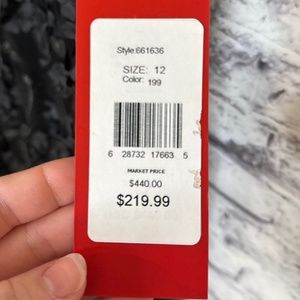 Style:661636
SIZE: 12
Color: 199
6 28732 17663 5
MARKET PRICE
$440.00
$219.99